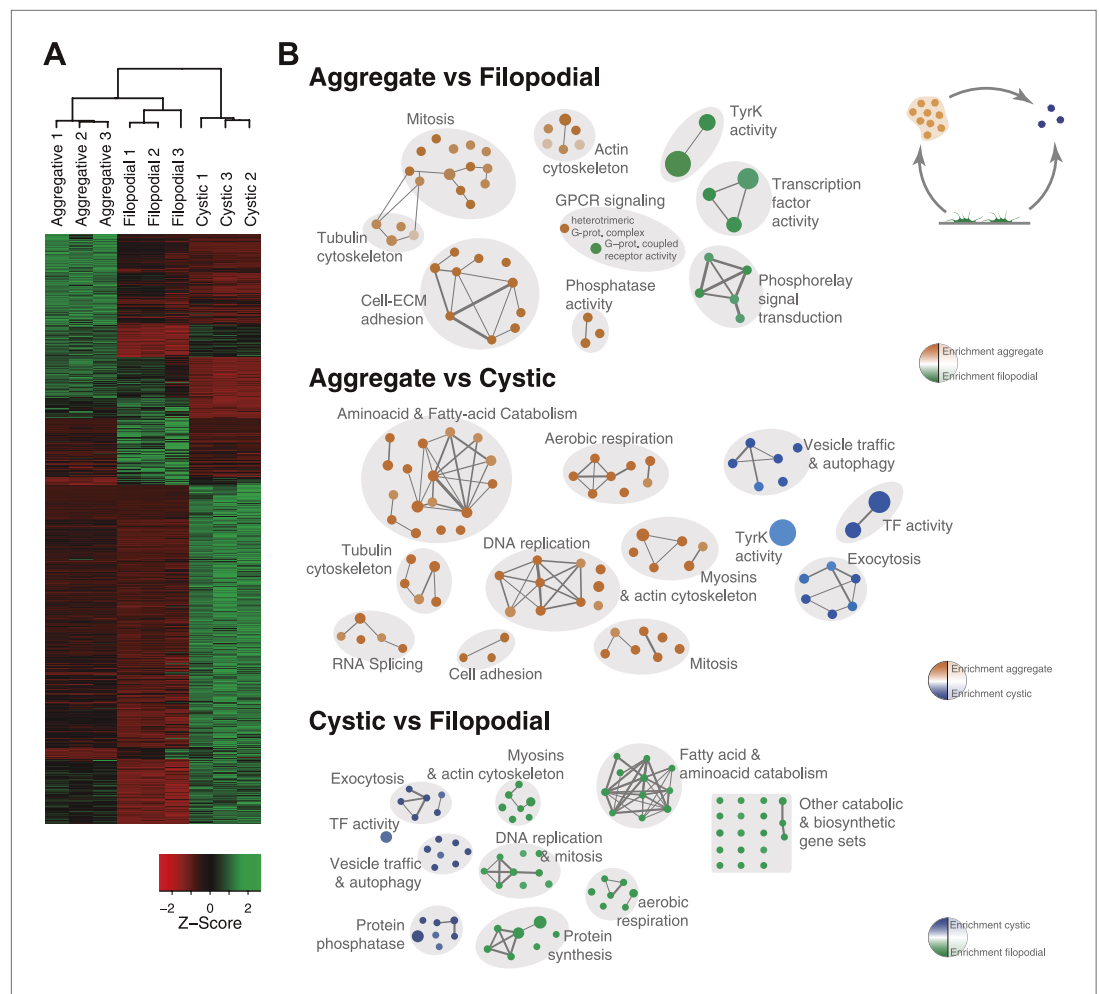 A
Aggregative 1
Aggregative 2
Aggregative 3
Filopodial 1
Filopodial 2
Filopodial 3
Cystic 1
Cystic 3
Cystic 2
−2
0
2
Z−Score
B
Aggregate vs Filopodial
Mitosis
Actin
cytoskeleton
TyrK
activity
GPCR signaling
heterotrimeric
G-prot. complex
G−prot. coupled
receptor activity
Transcription
factor
activity
Tubulin
cytoskeleton
Cell-ECM
adhesion
Phosphatase
activity
Phosphorelay
signal
transduction
Enrichment aggregate
Enrichment filopodial
Aggregate vs Cystic
Aminoacid & Fatty-acid Catabolism
Aerobic respiration
Vesicle traffic
& autophagy
TF activity
TyrK
activity
Exocytosis
Tubulin
cytoskeleton
DNA replication
Myosins
& actin cytoskeleton
RNA Splicing
Cell adhesion
Mitosis
Enrichment aggregate
Enrichment cystic
Cystic vs Filopodial
Exocytosis
Myosins
& actin cytoskeleton
Fatty acid &
aminoacid catabolism
TF activity
Other catabolic
& biosynthetic
gene sets
Vesicle traffic
& autophagy
DNA replication
& mitosis
aerobic
respiration
Protein
phosphatase
Protein
synthesis
Enrichment cystic
Enrichment filopodial